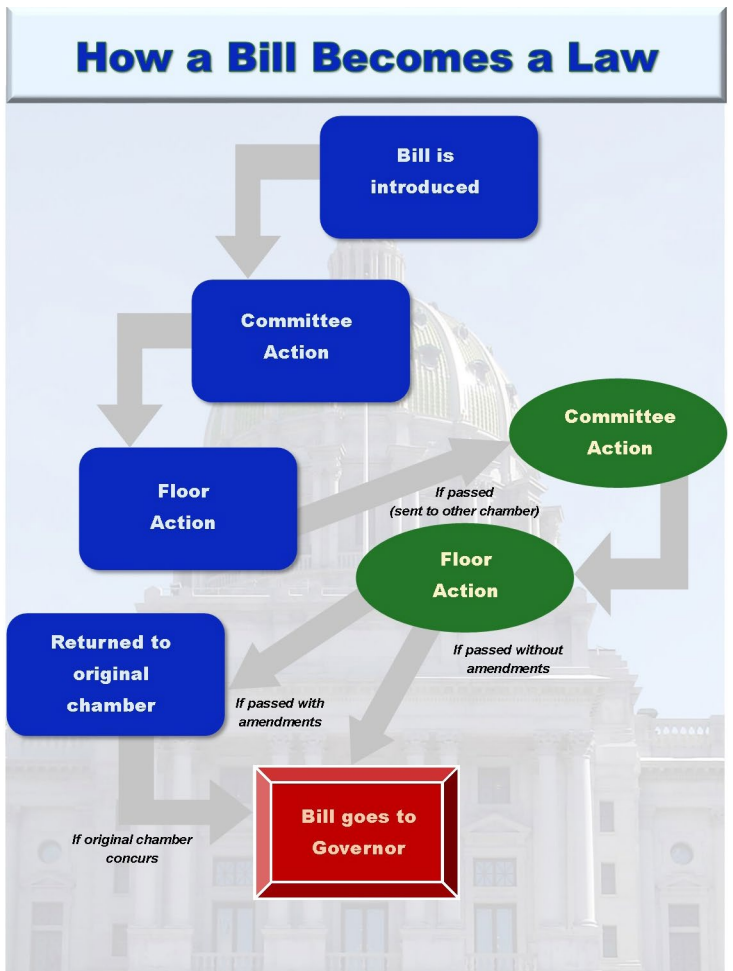 How a Bill Becomes a Law
Bill is
introduced
Committee
Action
Floor
Action
If passed
(sent to other chamber)
Committee
Action
Floor
Action
If passed without
amendments
If passed with
amendments
Returned to
original
chamber
If original chamber
concurs
Bill goes to
Governor